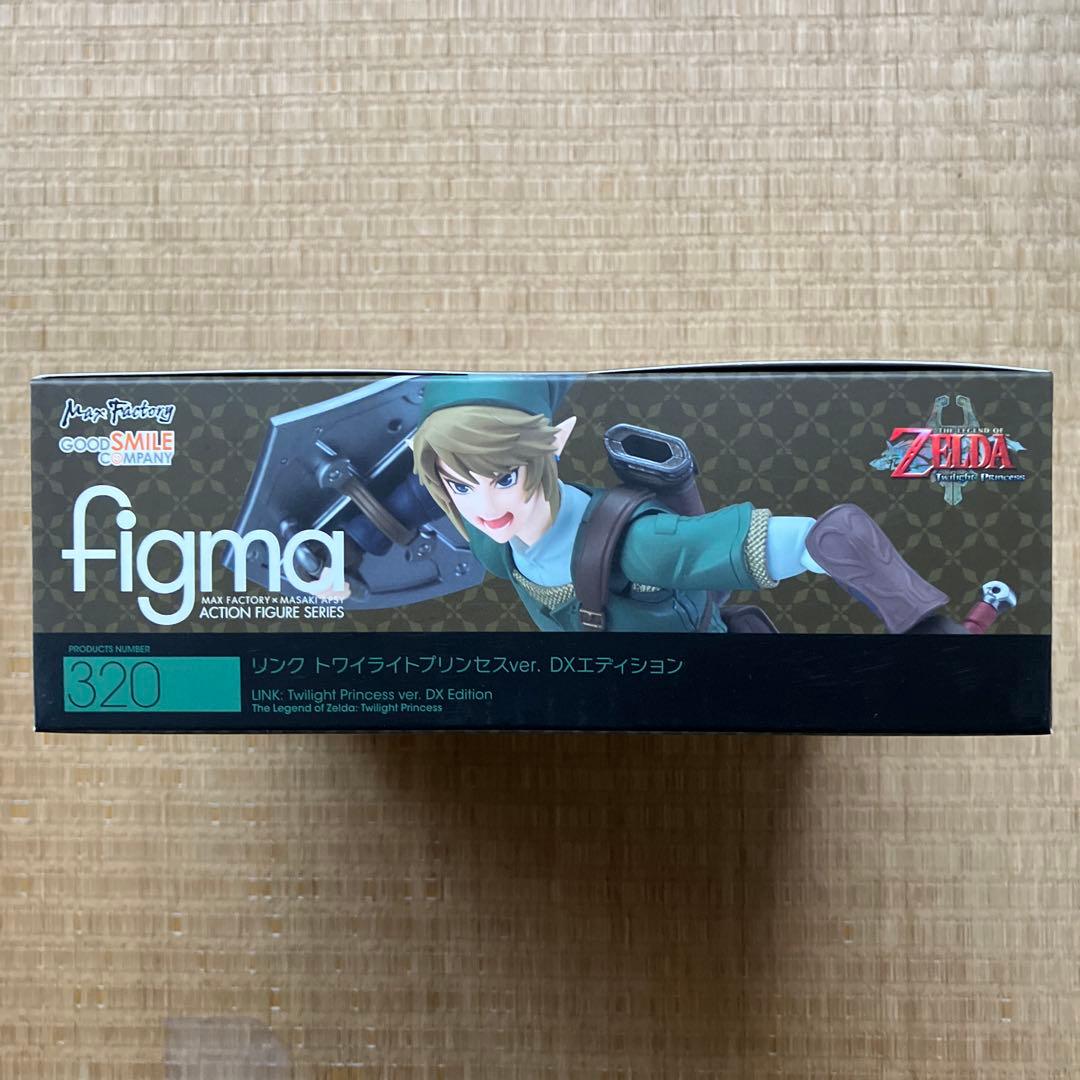 Max Factory
GOOD SMILE
COMPANY
figma
MAX FACTORY × MASAKI APSY
ACTION FIGURE SERIES
THE LEGEND OF
ZELDA
Twilight Princess
PRODUCTS NUMBER
320
リンク トワイライトプリンセスver. DXエディション
LINK: Twilight Princess ver. DX Edition
The Legend of Zelda: Twilight Princess